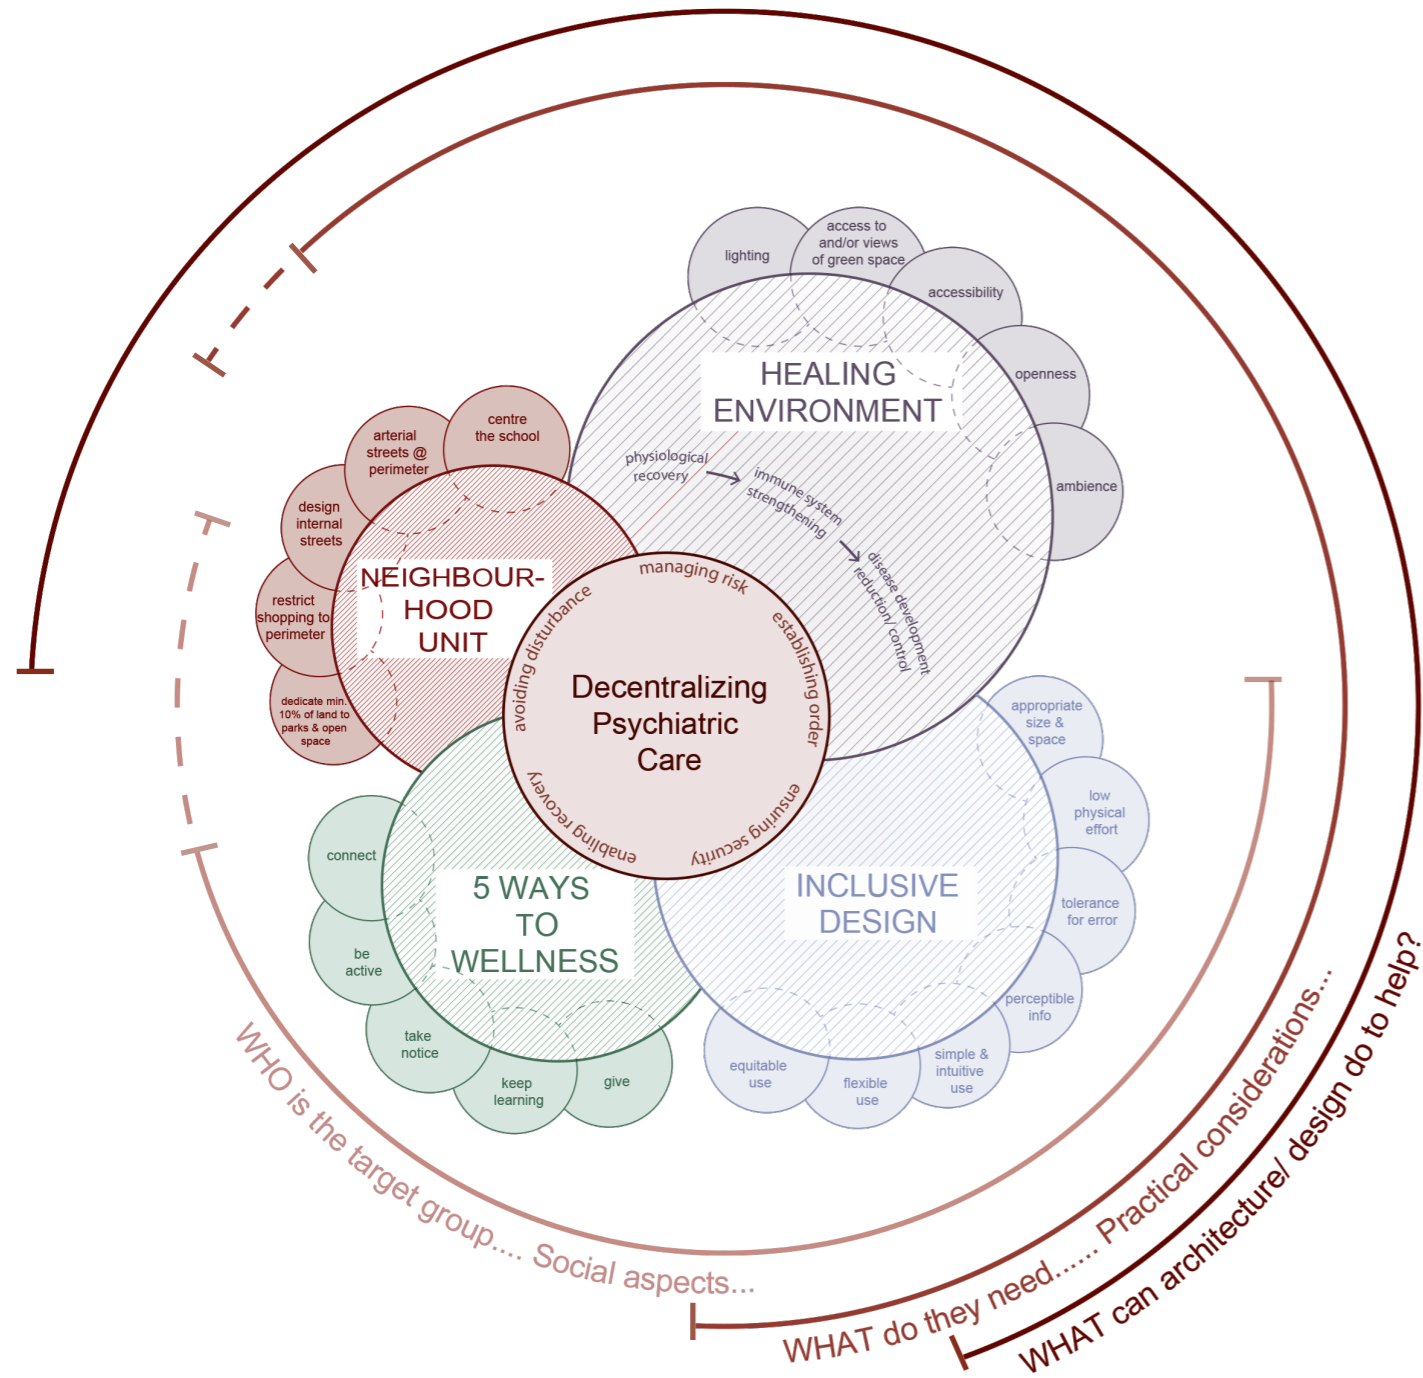 lighting
access to
and/or views
of green space
accessibility
openness
ambience
HEALING
ENVIRONMENT
physiological
recovery
immune system
strengthening
disease development
reduction/ control
centre
the school
arterial
streets @
perimeter
design
internal
streets
restrict
shopping to
perimeter
dedicate min.
10% of land to
parks & open
space
NEIGHBOUR-
HOOD
UNIT
managing risk
establishing order
ensuring security
enabling recovery
avoiding disturbance
Decentralizing
Psychiatric
Care
connect
be
active
take
notice
keep
learning
give
5 WAYS
TO
WELLNESS
INCLUSIVE
DESIGN
appropriate
size &
space
low
physical
effort
tolerance
for error
perceptible
info
simple &
intuitive
use
flexible
use
equitable
use
WHO is the target group.... Social aspects...
WHAT do they need...... Practical considerations...
WHAT can architecture/ design do to help?